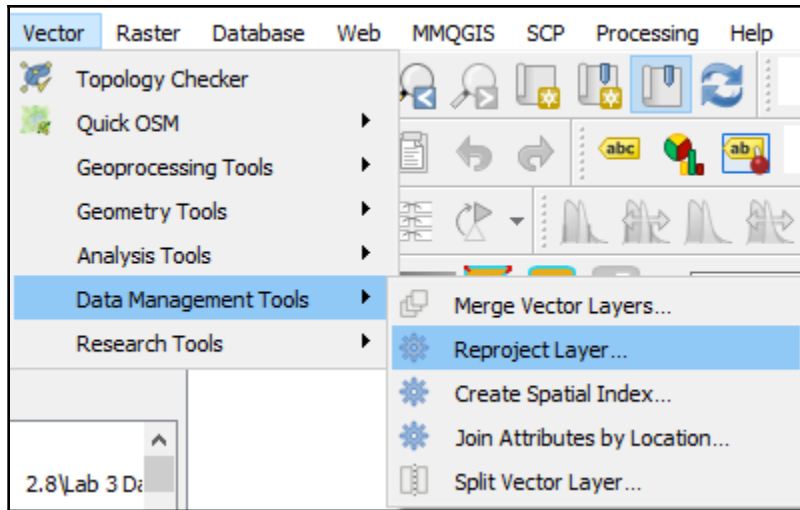 Vector Raster Database Web MMQGIS SCP Processing Help
Topology Checker
Quick OSM
Geoprocessing Tools
Geometry Tools
Analysis Tools
Data Management Tools
Research Tools
abc
ab
Merge Vector Layers...
Reproject Layer...
Create Spatial Index...
Join Attributes by Location...
Split Vector Layer...
2.8\Lab 3 Da